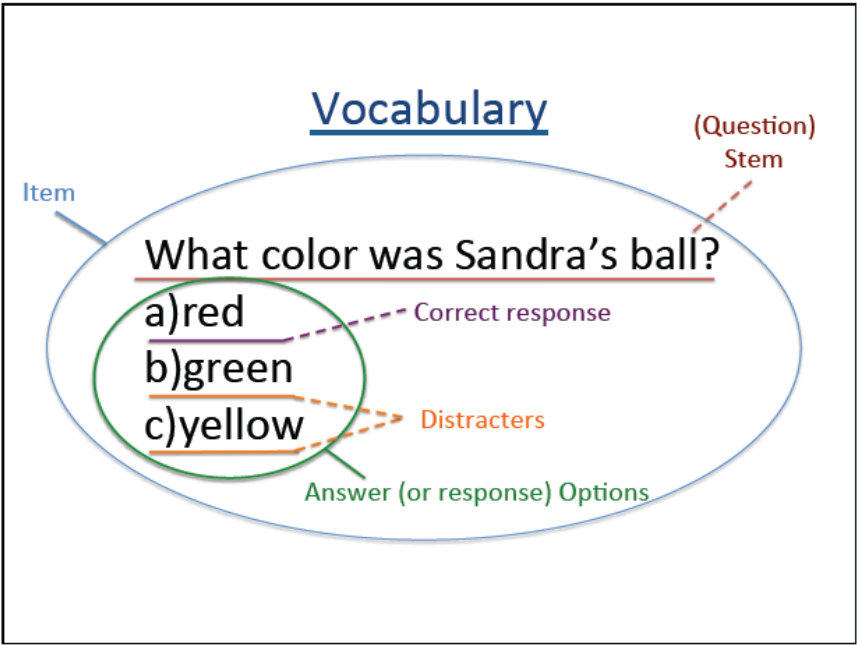 Vocabulary
(Question)
Stem
Item
What color was Sandra’s ball?
a)red
Correct response
b)green
c)yellow
Distracters
Answer (or response) Options